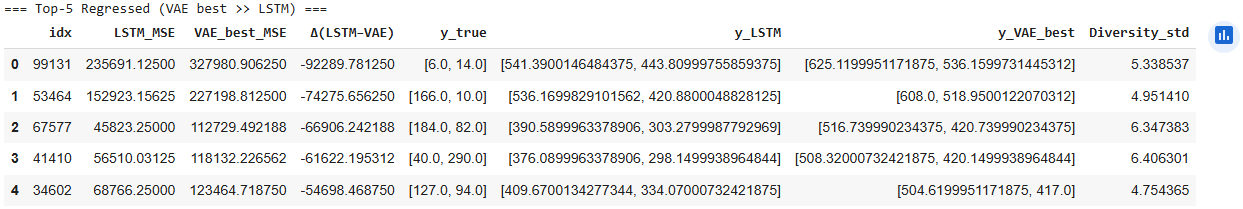 === Top-5 Regressed (VAE best >> LSTM) ===
idx LSTM_MSE VAE_best_MSE Δ(LSTM−VAE) y_true y_LSTM y_VAE_best Diversity_std
0 99131 235691.12500 327980.906250 -92289.781250 [6.0, 14.0] [541.3900146484375, 443.80999755859375] [625.1199951171875, 536.1599731445312] 5.338537
1 53464 152923.15625 227198.812500 -74275.656250 [166.0, 10.0] [536.1699829101562, 420.8800048828125] [608.0, 518.9500122070312] 4.951410
2 67577 45823.25000 112729.492188 -66906.242188 [184.0, 82.0] [390.5899963378906, 303.2799987792969] [516.739990234375, 420.739990234375] 6.347383
3 41410 56510.03125 118132.226562 -61622.195312 [40.0, 290.0] [376.0899963378906, 298.1499938964844] [508.32000732421875, 420.1499938964844] 6.406301
4 34602 68766.25000 123464.718750 -54698.468750 [127.0, 94.0] [409.6700134277344, 334.07000732421875] [504.6199951171875, 417.0] 4.754365